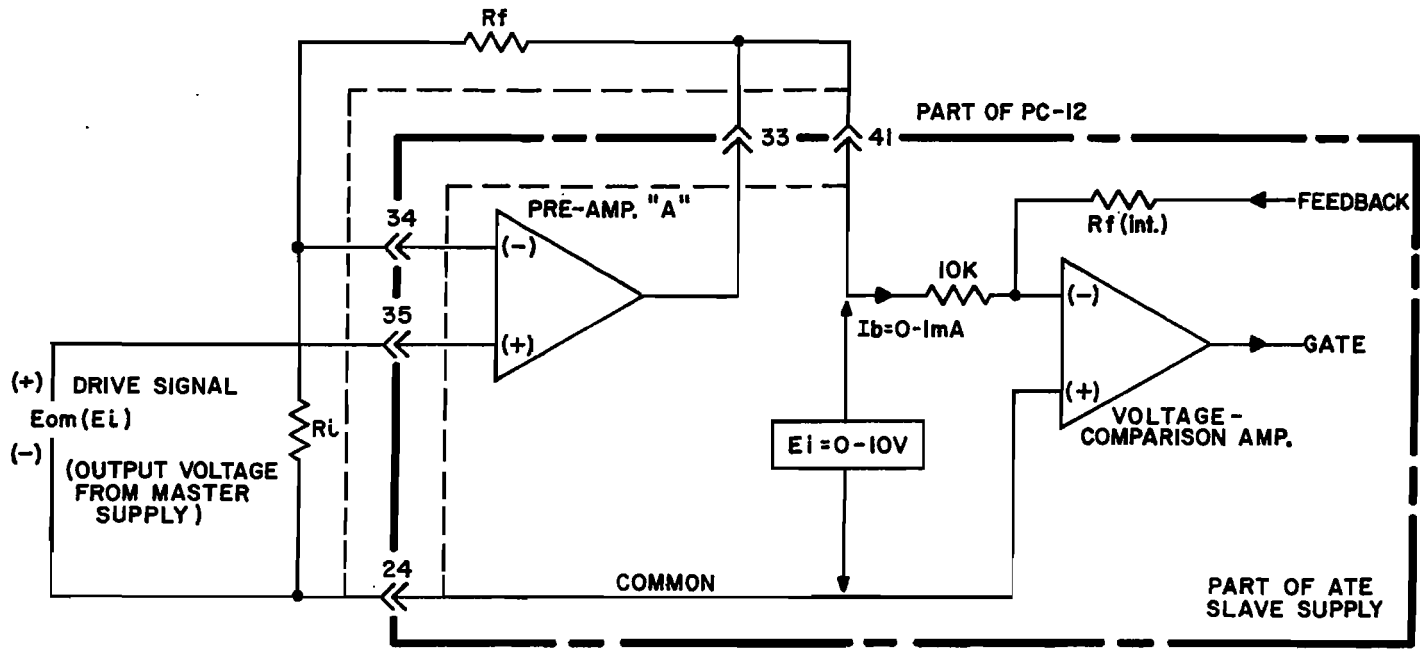 Rf
PART OF PC-12
33
41
PRE-AMP. "A"
34
(-)
FEEDBACK
Rf (int.)
10K
(-)
35
(+)
Ib=0-1mA
GATE
(+) DRIVE SIGNAL
Eom (Ei)
(-)
Ri
(+)
VOLTAGE-
COMPARISON AMP.
Ei = 0-10V
(OUTPUT VOLTAGE
FROM MASTER
SUPPLY)
24
COMMON
PART OF ATE
SLAVE SUPPLY